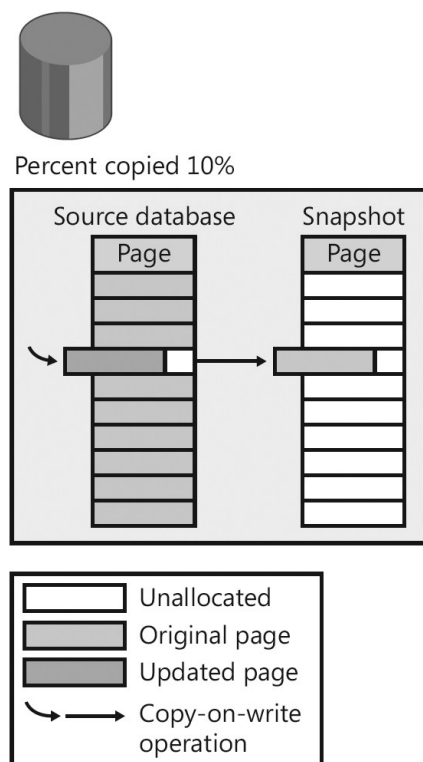 Percent copied 10%
Source database Snapshot
Page Page
Unallocated
Original page
Updated page
Copy-on-write
operation